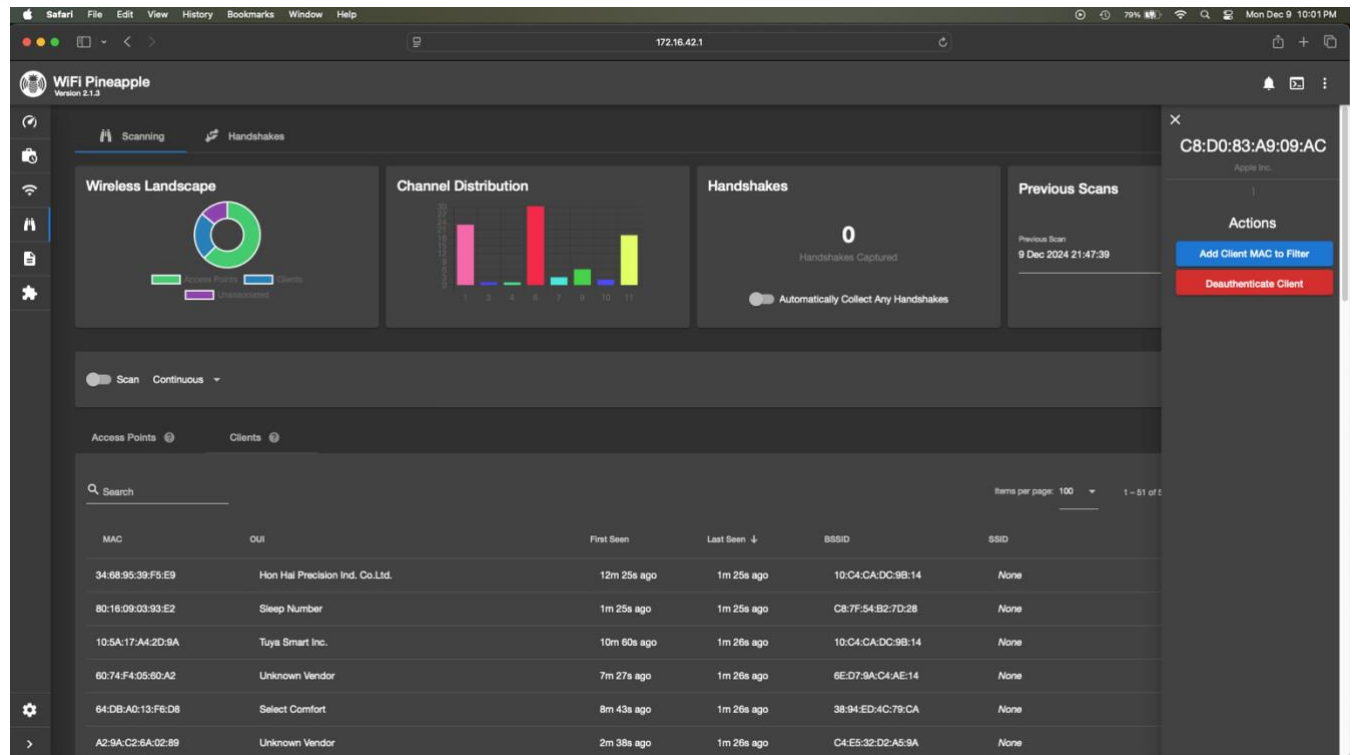 Safari File Edit View History Bookmarks Window Help
79% Mon Dec 9 10:01 PM
172.16.42.1
WiFi Pineapple
Version 2.1.3
Scanning Handshakes
C8:D0:83:A9:09:AC
Apple Inc.
Wireless Landscape
Access Points Clients
Unassociated
Channel Distribution
1 3 4 6 7 9 10 11
Handshakes
0
Handshakes Captured
Automatically Collect Any Handshakes
Previous Scans
Previous Scan
9 Dec 2024 21:47:39
Actions
Add Client MAC to Filter
Deauthenticate Client
Scan Continuous
Access Points Clients
Search
Items per page: 100 1 – 51 of
MAC OUI First Seen Last Seen BSSID SSID
34:68:95:39:F5:E9 Hon Hai Precision Ind. Co.Ltd. 12m 25s ago 1m 25s ago 10:C4:CA:DC:9B:14 None
80:16:09:03:93:E2 Sleep Number 1m 25s ago 1m 25s ago C8:7F:54:B2:7D:28 None
10:5A:17:A4:2D:9A Tuya Smart Inc. 10m 60s ago 1m 26s ago 10:C4:CA:DC:9B:14 None
60:74:F4:05:60:A2 Unknown Vendor 7m 27s ago 1m 26s ago 6E:D7:9A:C4:AE:14 None
64:DB:A0:13:F6:D8 Select Comfort 8m 43s ago 1m 26s ago 38:94:ED:4C:79:CA None
A2:9A:C2:6A:02:89 Unknown Vendor 2m 38s ago 1m 26s ago C4:E5:32:D2:A5:9A None